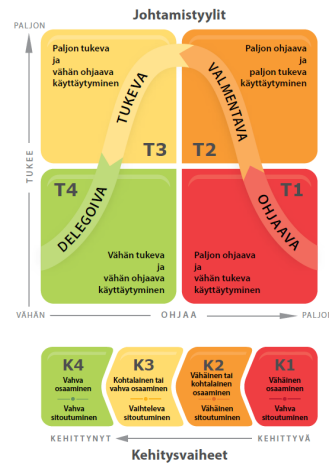 Johtamistyylit
PALJON
Paljon tukeva
ja
vähän ohjaava
käyttäytyminen
Paljon ohjaava
ja
paljon tukeva
käyttäytyminen
TUKEVA
VALMENTAVA
T3
T2
TUKEE
T4
T1
DELEGOIVA
OHJAAVA
Vähän tukeva
ja
vähän ohjaava
käyttäytyminen
Paljon ohjaava
ja
vähän tukeva
käyttäytyminen
VÄHÄN
OHJAA
PALJON
K4
Vahva
osaaminen
Vahva
sitoutuminen
K3
Kohtalainen tai
vahva osaaminen
Vaihteleva
sitoutuminen
K2
Vähäinen tai
kohtalainen
osaaminen
Vähäinen
sitoutuminen
K1
Vähäinen
osaaminen
Vahva
sitoutuminen
KEHITTYNYT
KEHITTYVÄ
Kehitysvaiheet